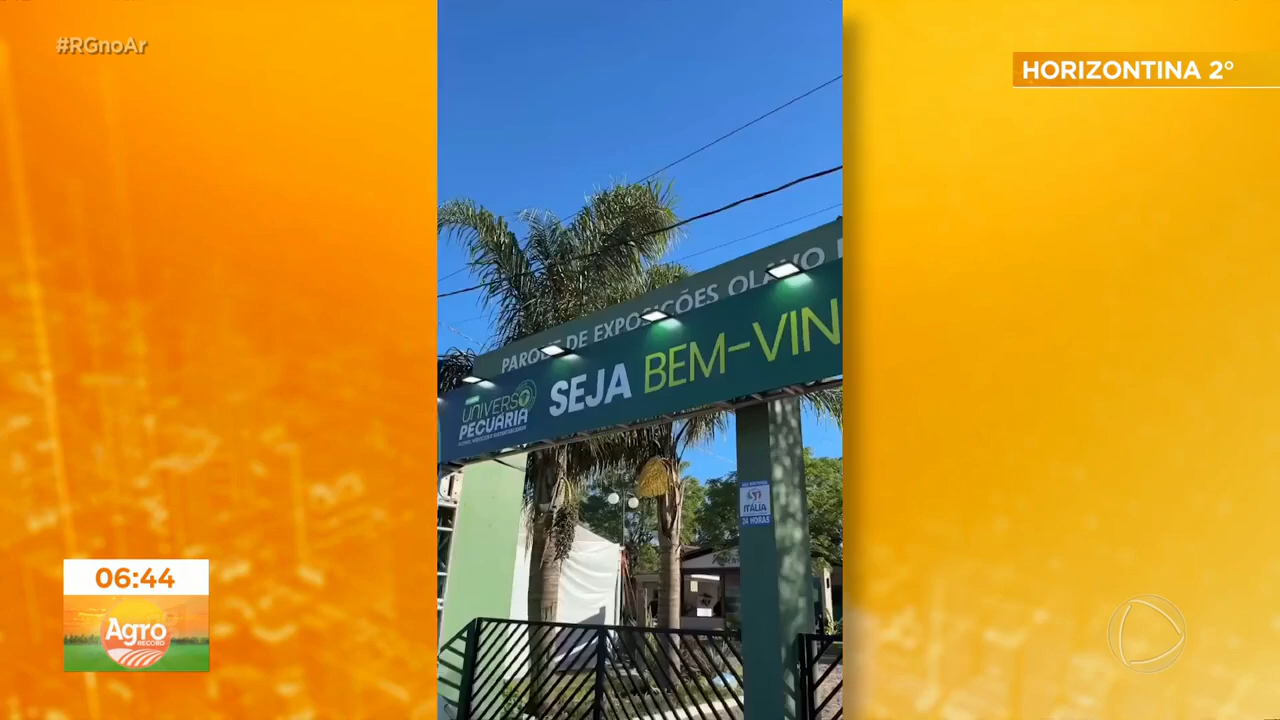 #RGnoAr
HORIZONTINA 2°
PARQUE DE EXPOSIÇÕES OLAVO
SEJA BEM-VIN
UNIVERSO
PECUÁRIA
ITÁLIA
24 HORAS
06:44
Agro
RECORD